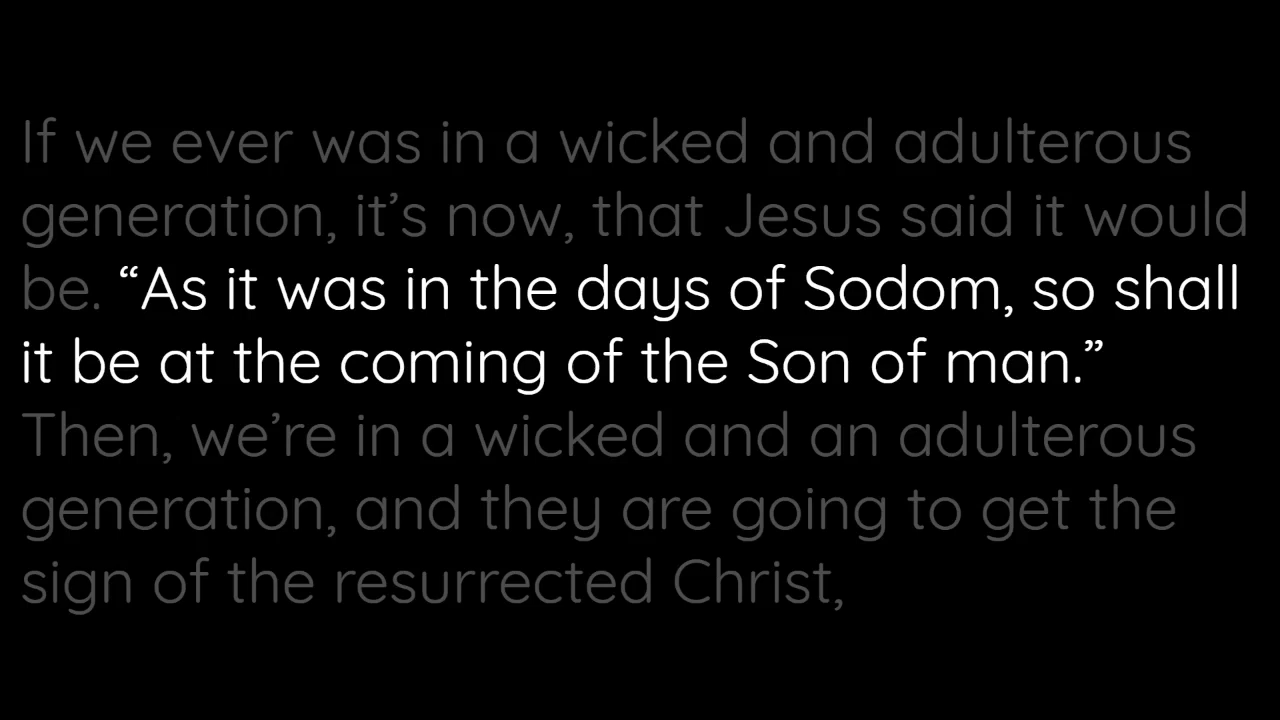 If we ever was in a wicked and adulterous
generation, it’s now, that Jesus said it would
be. “As it was in the days of Sodom, so shall
it be at the coming of the Son of man.”
Then, we’re in a wicked and an adulterous
generation, and they are going to get the
sign of the resurrected Christ,